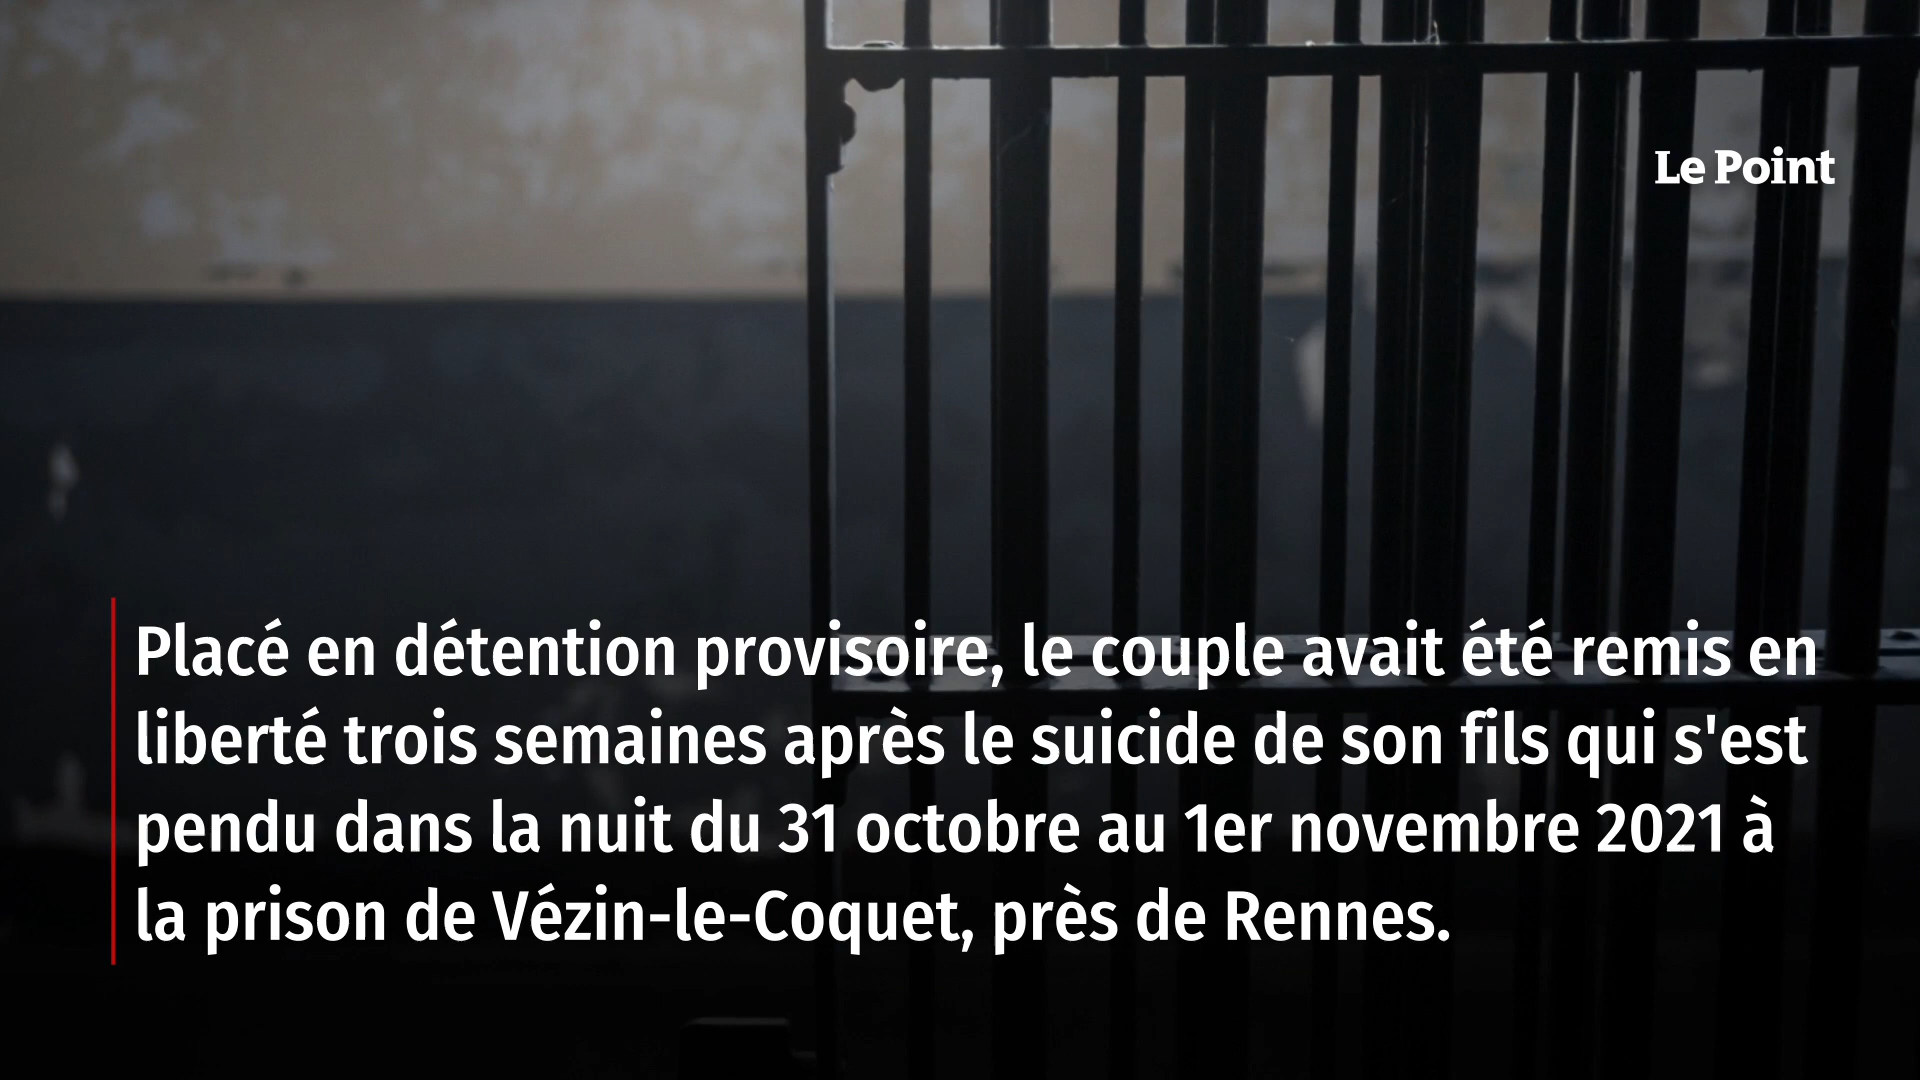 Le Point
Placé en détention provisoire, le couple avait été remis en
liberté trois semaines après le suicide de son fils qui s'est
pendu dans la nuit du 31 octobre au 1er novembre 2021 à
la prison de Vézin-le-Coquet, près de Rennes.